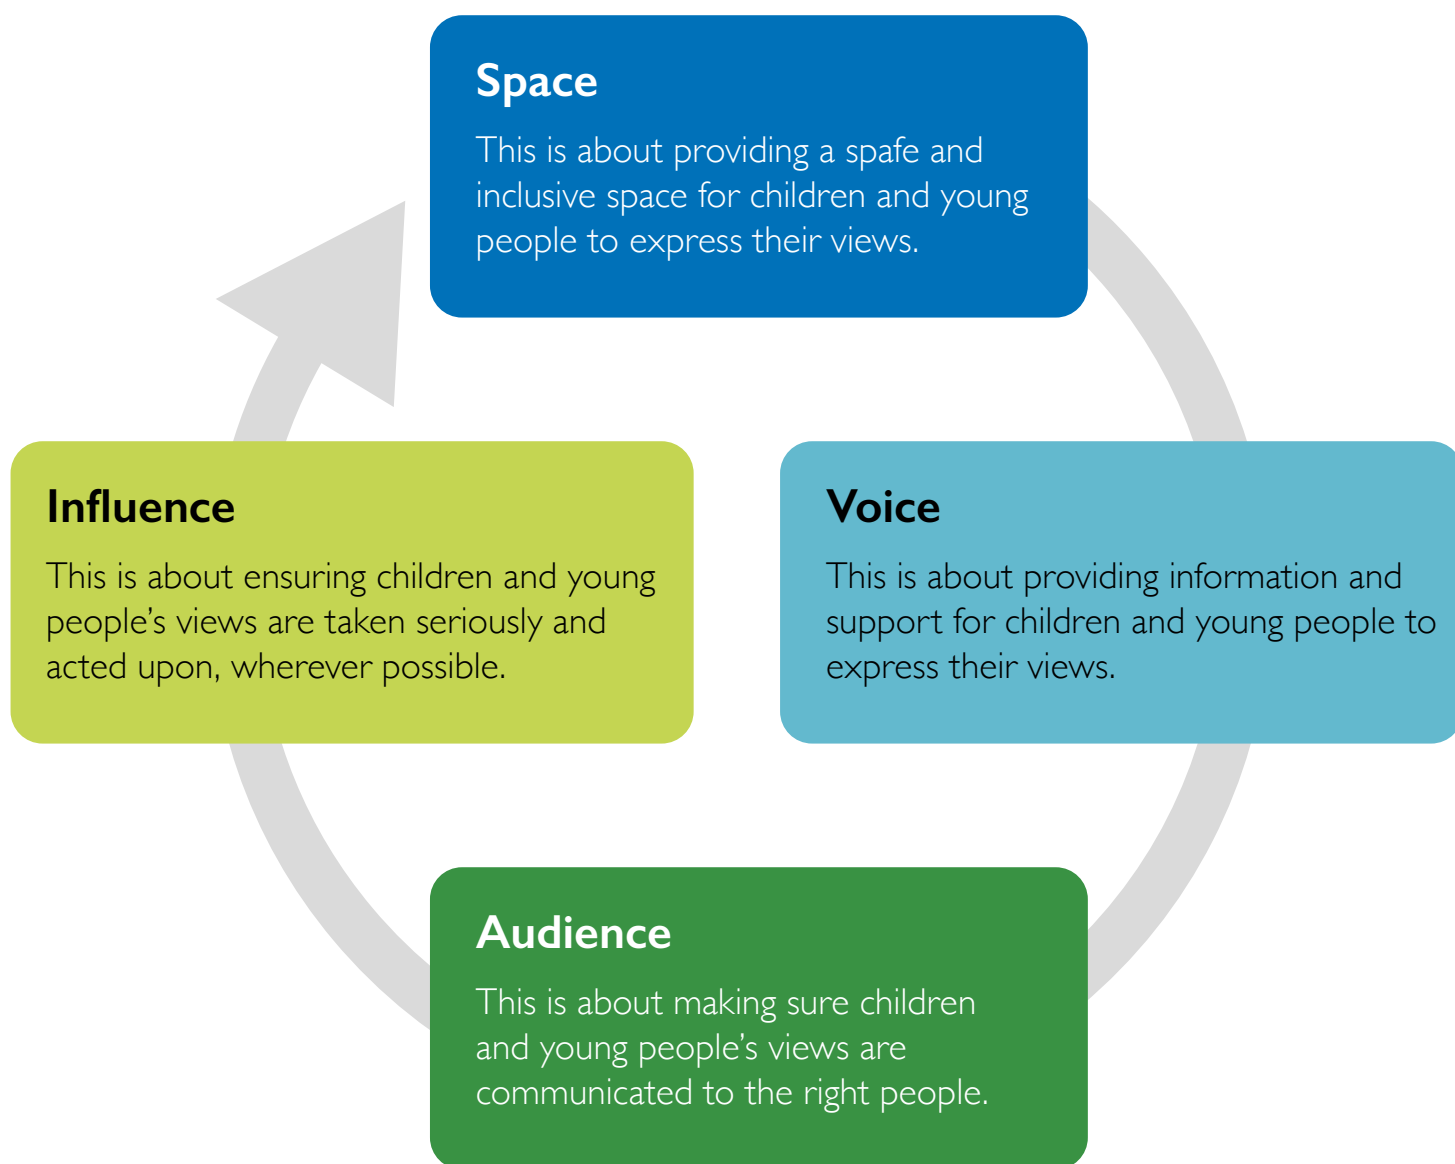 Space
This is about providing a spafe and
inclusive space for children and young
people to express their views.
Influence
This is about ensuring children and young
people’s views are taken seriously and
acted upon, wherever possible.
Voice
This is about providing information and
support for children and young people to
express their views.
Audience
This is about making sure children
and young people’s views are
communicated to the right people.